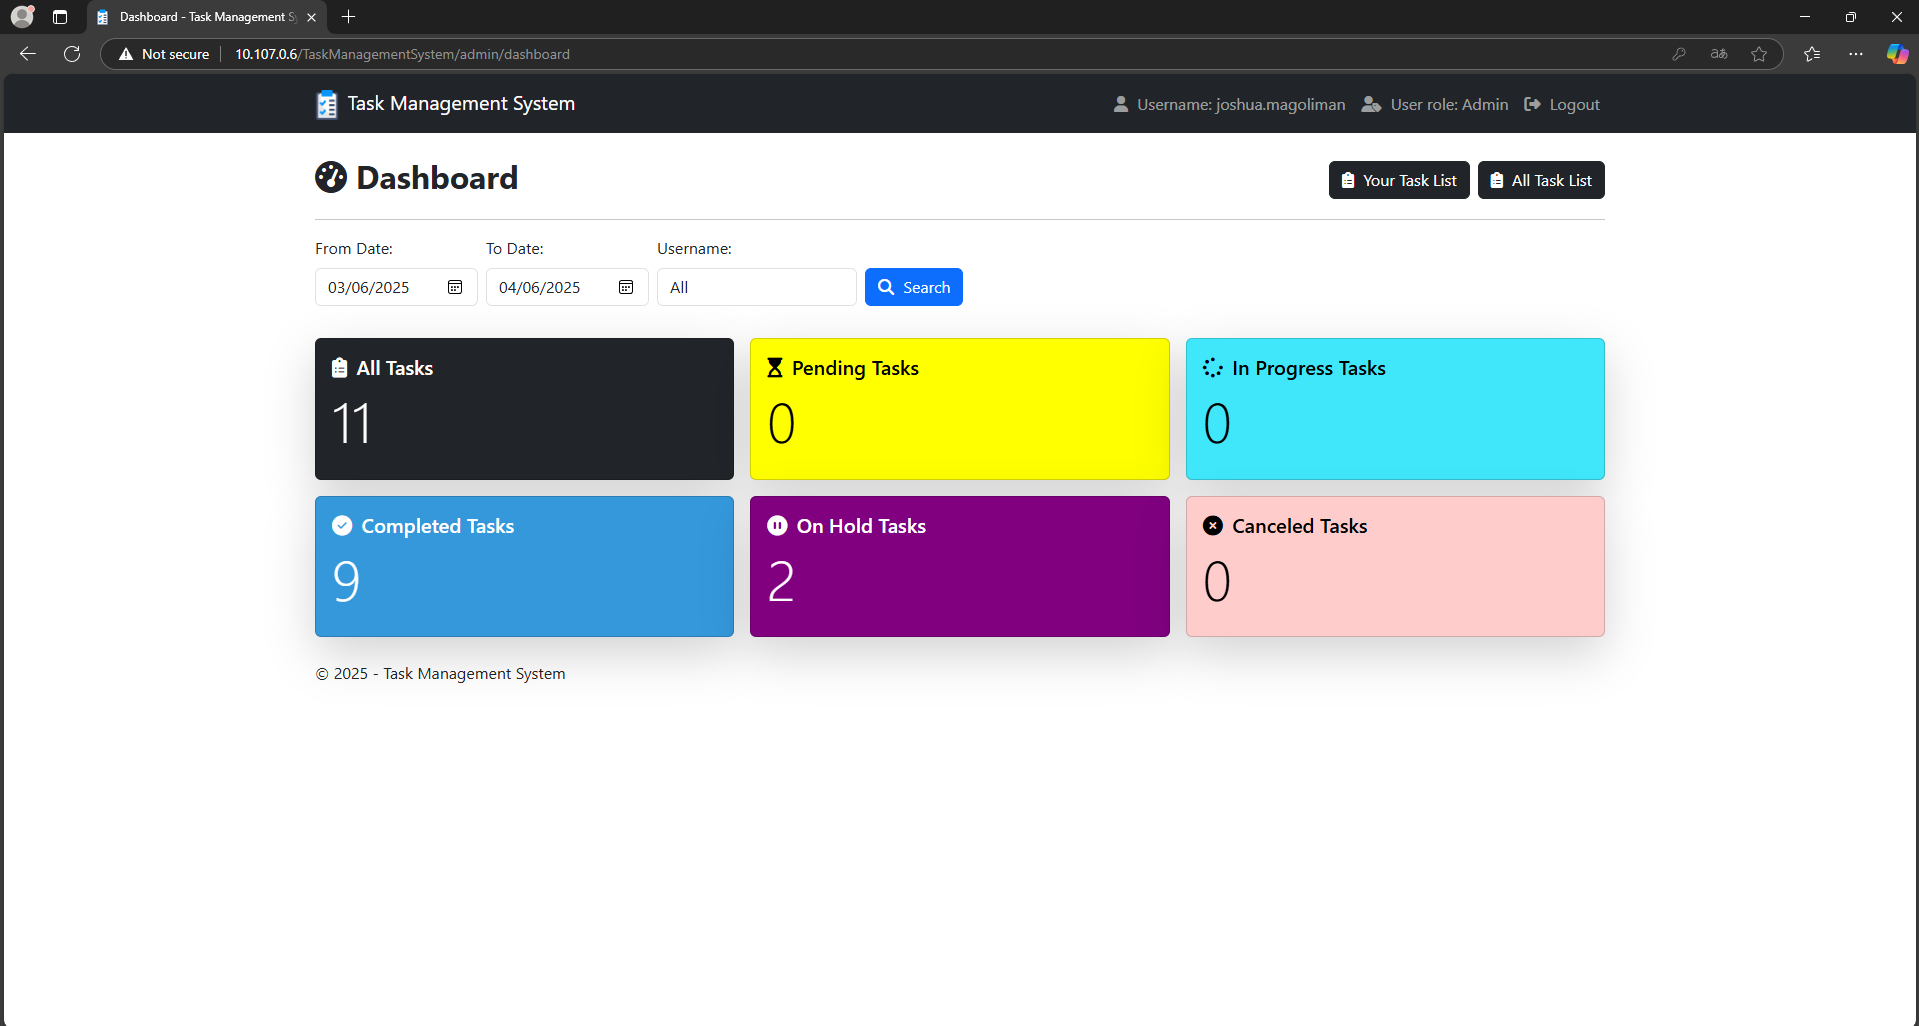 Dashboard - Task Management S
Not secure
10.107.0.6/TaskManagementSystem/admin/dashboard
aあ
Task Management System
Username: joshua.magoliman
User role: Admin
Logout
Dashboard
Your Task List
All Task List
From Date:
To Date:
Username:
03/06/2025
04/06/2025
All
Search
All Tasks
Pending Tasks
In Progress Tasks
11
0
0
Completed Tasks
On Hold Tasks
Canceled Tasks
9
2
0
© 2025 - Task Management System